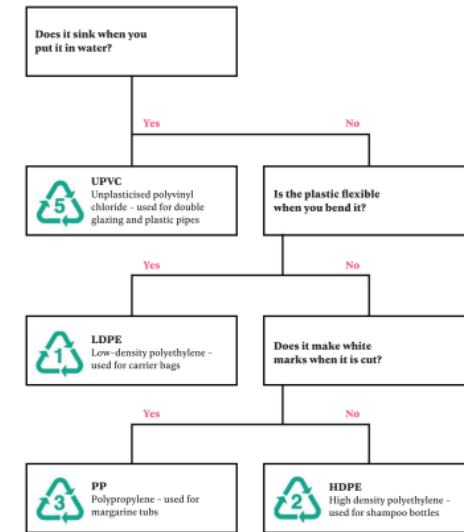 Does it sink when you
put it in water?
Yes
No
5
UPVC
Unplasticised polyvinyl
chloride – used for double
glazing and plastic pipes
Is the plastic flexible
when you bend it?
Yes
No
1
LDPE
Low-density polyethylene –
used for carrier bags
Does it make white
marks when it is cut?
Yes
No
3
PP
Polypropylene – used for
margarine tubs
2
HDPE
High density polyethylene –
used for shampoo bottles